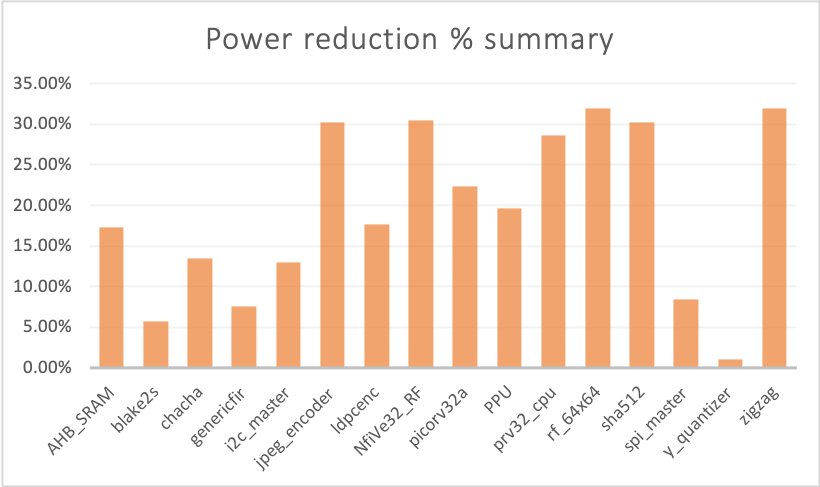 Power reduction % summary
35.00%
30.00%
25.00%
20.00%
15.00%
10.00%
5.00%
0.00%
AHB_SRAM
blake2s
chacha
genericfir
i2c_master
jpeg_encoder
ldpcenc
NfiVe32_RF
picorv32a
PPU
prv32_cpu
rf_64x64
sha512
spi_master
y_quantizer
zigzag